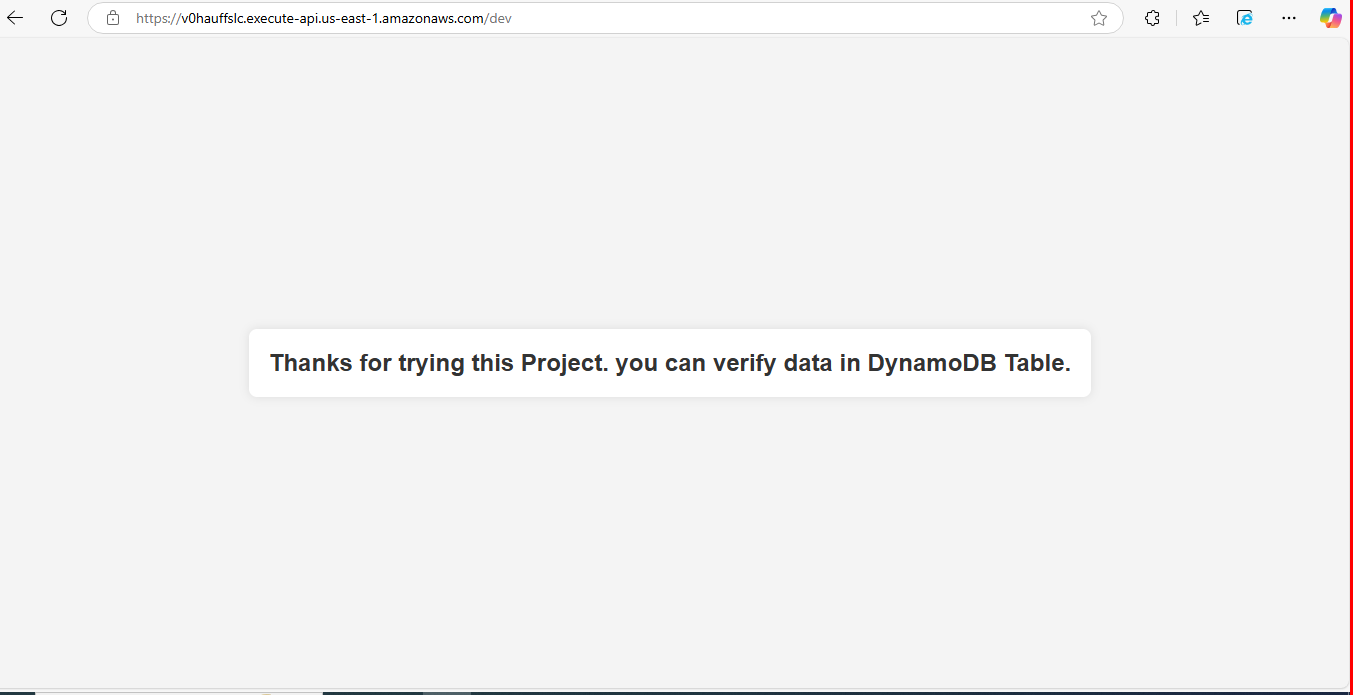 https://v0hauffslc.execute-api.us-east-1.amazonaws.com/dev
Thanks for trying this Project. you can verify data in DynamoDB Table.